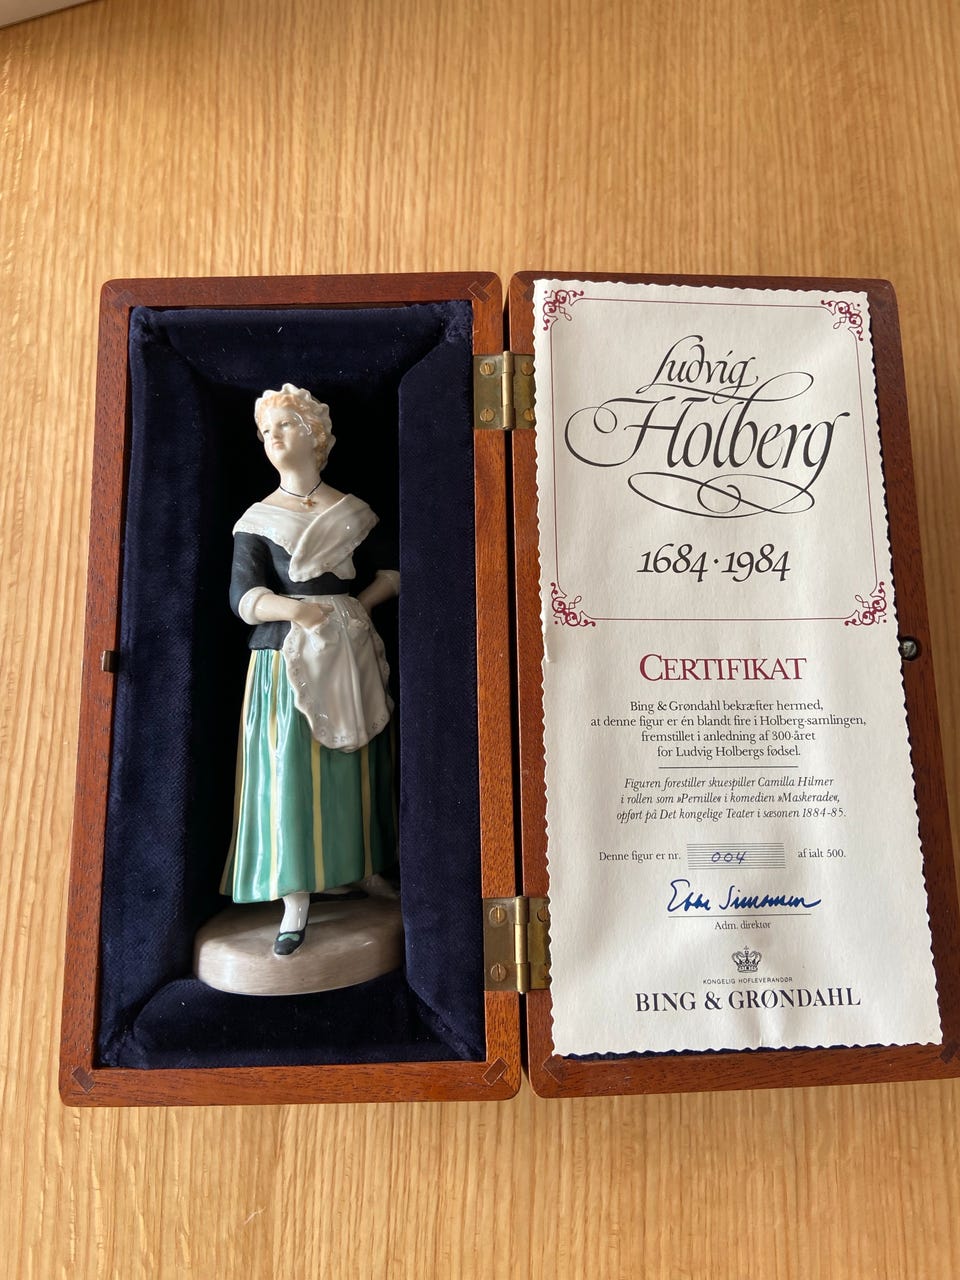 Ludvig
Holberg
1684·1984
CERTIFIKAT
Bing & Grøndahl bekræfter hermed,
at denne figur er én blandt fire i Holberg-samlingen,
fremstillet i anledning af 300-året
for Ludvig Holbergs fødsel.
Figuren forestiller skuespiller Camilla Hilmer
i rollen som »Pernille« i komedien »Maskerade«,
opført på Det kongelige Teater i sæsonen 1884-85.
Denne figur er nr. 004 af ialt 500.
Ebbe Simonsen
Adm. direktør
KONGELIG HOFLEVERANDØR
BING & GRØNDAHL